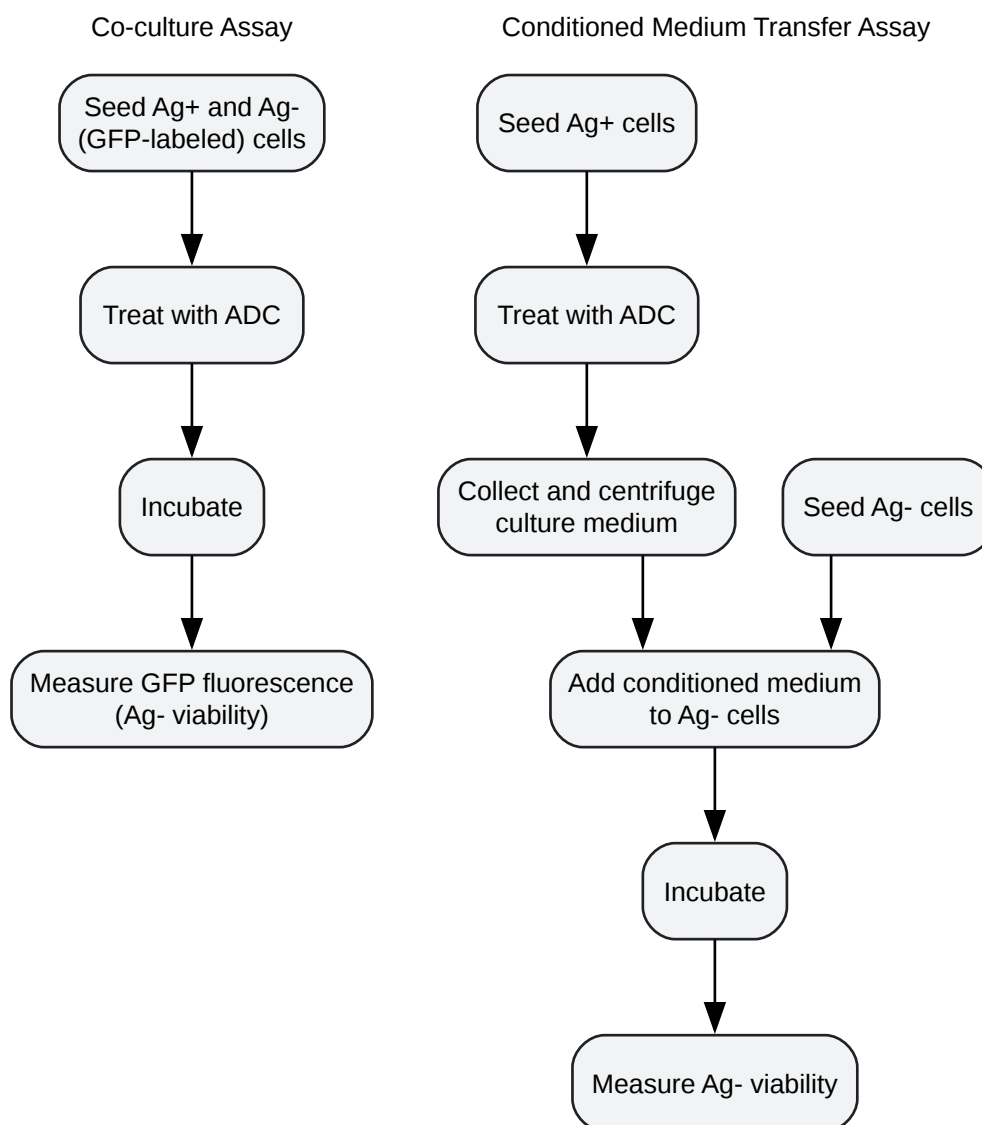 Co-culture Assay
Seed Ag+ and Ag-
(GFP-labeled) cells
Treat with ADC
Incubate
Measure GFP fluorescence
(Ag- viability)
Conditioned Medium Transfer Assay
Seed Ag+ cells
Treat with ADC
Collect and centrifuge
culture medium
Seed Ag- cells
Add conditioned medium
to Ag- cells
Incubate
Measure Ag- viability